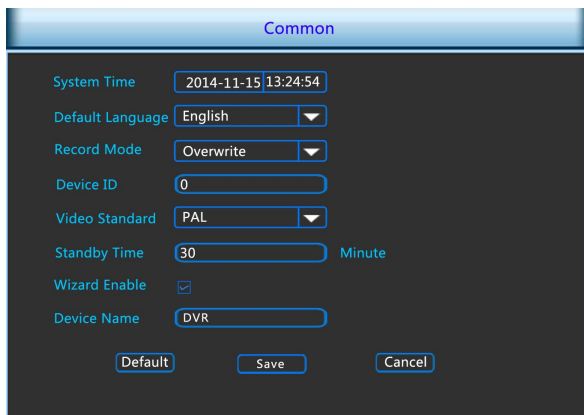 Common
System Time 2014-11-15 13:24:54
Default Language English
Record Mode Overwrite
Device ID 0
Video Standard PAL
Standby Time 30 Minute
Wizard Enable
Device Name DVR
Default Save Cancel